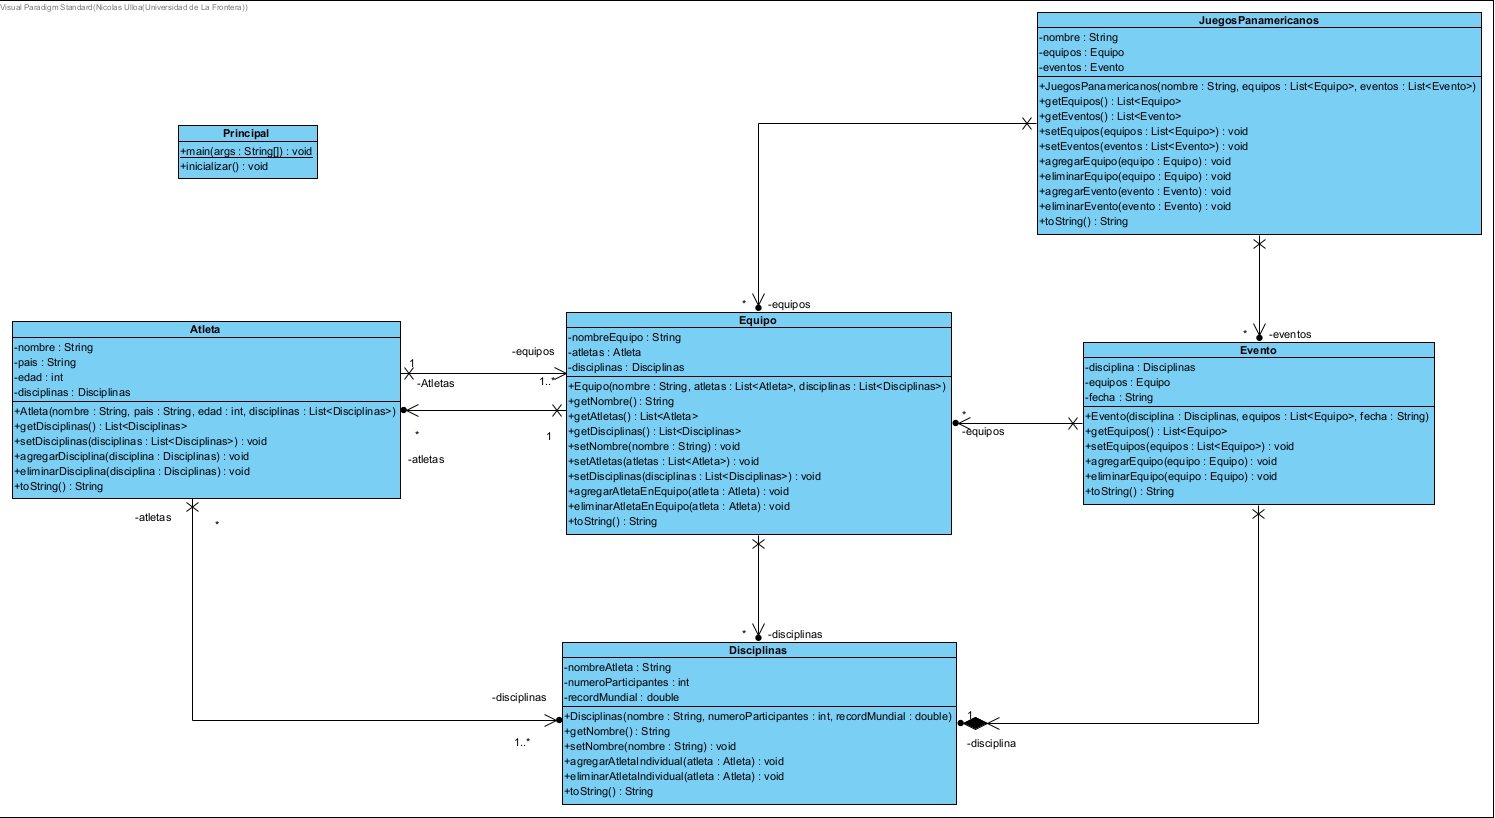 Visual Paradigm Standard(Nicolas Ulloa(Universidad de La Frontera))
JuegosPanamericanos
-nombre : String
-equipos : Equipo
-eventos : Evento
+JuegosPanamericanos(nombre : String, equipos : List<Equipo>, eventos : List<Evento>)
+getEquipos() : List<Equipo>
+getEventos() : List<Evento>
+setEquipos(equipos : List<Equipo>) : void
+setEventos(eventos : List<Evento>) : void
+agregarEquipo(equipo : Equipo) : void
+eliminarEquipo(equipo : Equipo) : void
+agregarEvento(evento : Evento) : void
+eliminarEvento(evento : Evento) : void
+toString() : String
Principal
+main(args : String[]) : void
+inicializar() : void
*
-equipos
*
-eventos
Atleta
-nombre : String
-pais : String
-edad : int
-disciplinas : Disciplinas
+Atleta(nombre : String, pais : String, edad : int, disciplinas : List<Disciplinas>)
+getDisciplinas() : List<Disciplinas>
+setDisciplinas(disciplinas : List<Disciplinas>) : void
+agregarDisciplina(disciplina : Disciplinas) : void
+eliminarDisciplina(disciplina : Disciplinas) : void
+toString() : String
-equipos
1
1..*
-Atletas
*
1
-atletas
Equipo
-nombreEquipo : String
-atletas : Atleta
-disciplinas : Disciplinas
+Equipo(nombre : String, atletas : List<Atleta>, disciplinas : List<Disciplinas>)
+getNombre() : String
+getAtletas() : List<Atleta>
+getDisciplinas() : List<Disciplinas>
+setNombre(nombre : String) : void
+setAtletas(atletas : List<Atleta>) : void
+setDisciplinas(disciplinas : List<Disciplinas>) : void
+agregarAtletaEnEquipo(atleta : Atleta) : void
+eliminarAtletaEnEquipo(atleta : Atleta) : void
+toString() : String
*
-equipos
Evento
-disciplina : Disciplinas
-equipos : Equipo
-fecha : String
+Evento(disciplina : Disciplinas, equipos : List<Equipo>, fecha : String)
+getEquipos() : List<Equipo>
+setEquipos(equipos : List<Equipo>) : void
+agregarEquipo(equipo : Equipo) : void
+eliminarEquipo(equipo : Equipo) : void
+toString() : String
-atletas
*
*
-disciplinas
-disciplinas
1..*
Disciplinas
-nombreAtleta : String
-numeroParticipantes : int
-recordMundial : double
+Disciplinas(nombre : String, numeroParticipantes : int, recordMundial : double)
+getNombre() : String
+setNombre(nombre : String) : void
+agregarAtletaIndividual(atleta : Atleta) : void
+eliminarAtletaIndividual(atleta : Atleta) : void
+toString() : String
1
-disciplina